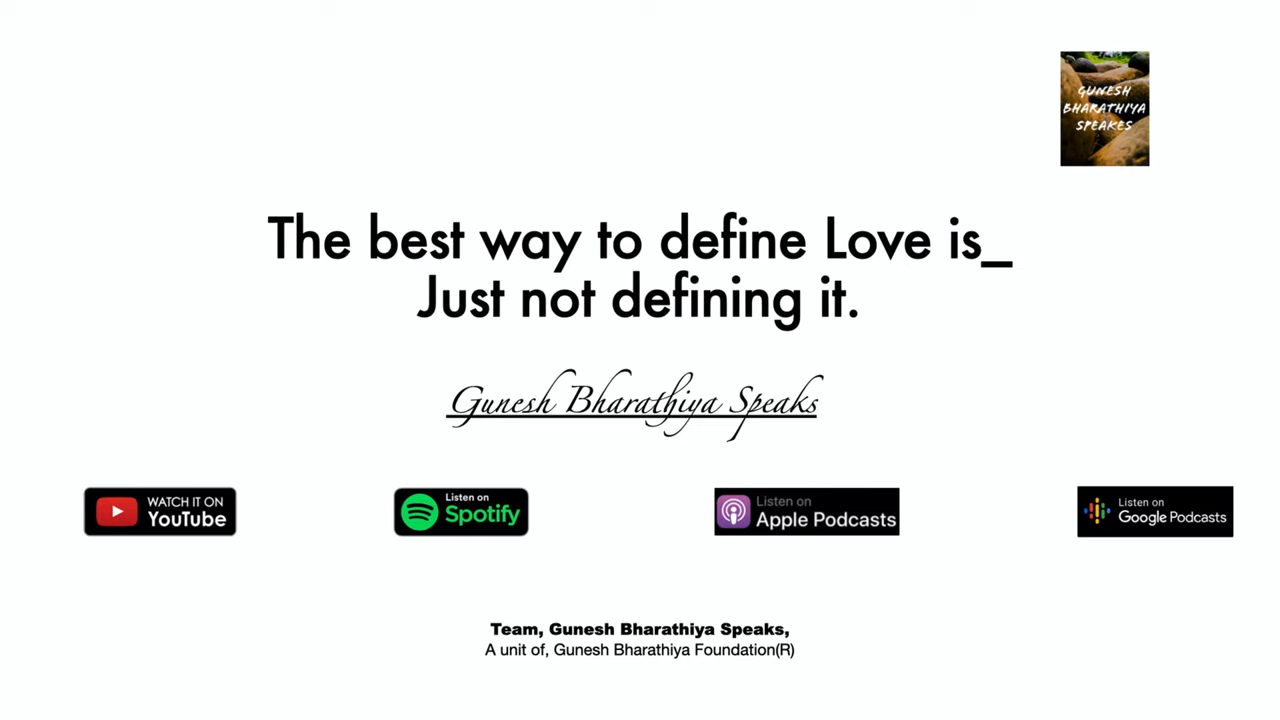 GUNESH
BHARATHIYA
SPEAKES
The best way to define Love is_
Just not defining it.
Gunesh Bharathiya Speaks
WATCH IT ON
YouTube
Listen on
Spotify
Listen on
Apple Podcasts
Listen on
Google Podcasts
Team, Gunesh Bharathiya Speaks,
A unit of, Gunesh Bharathiya Foundation(R)